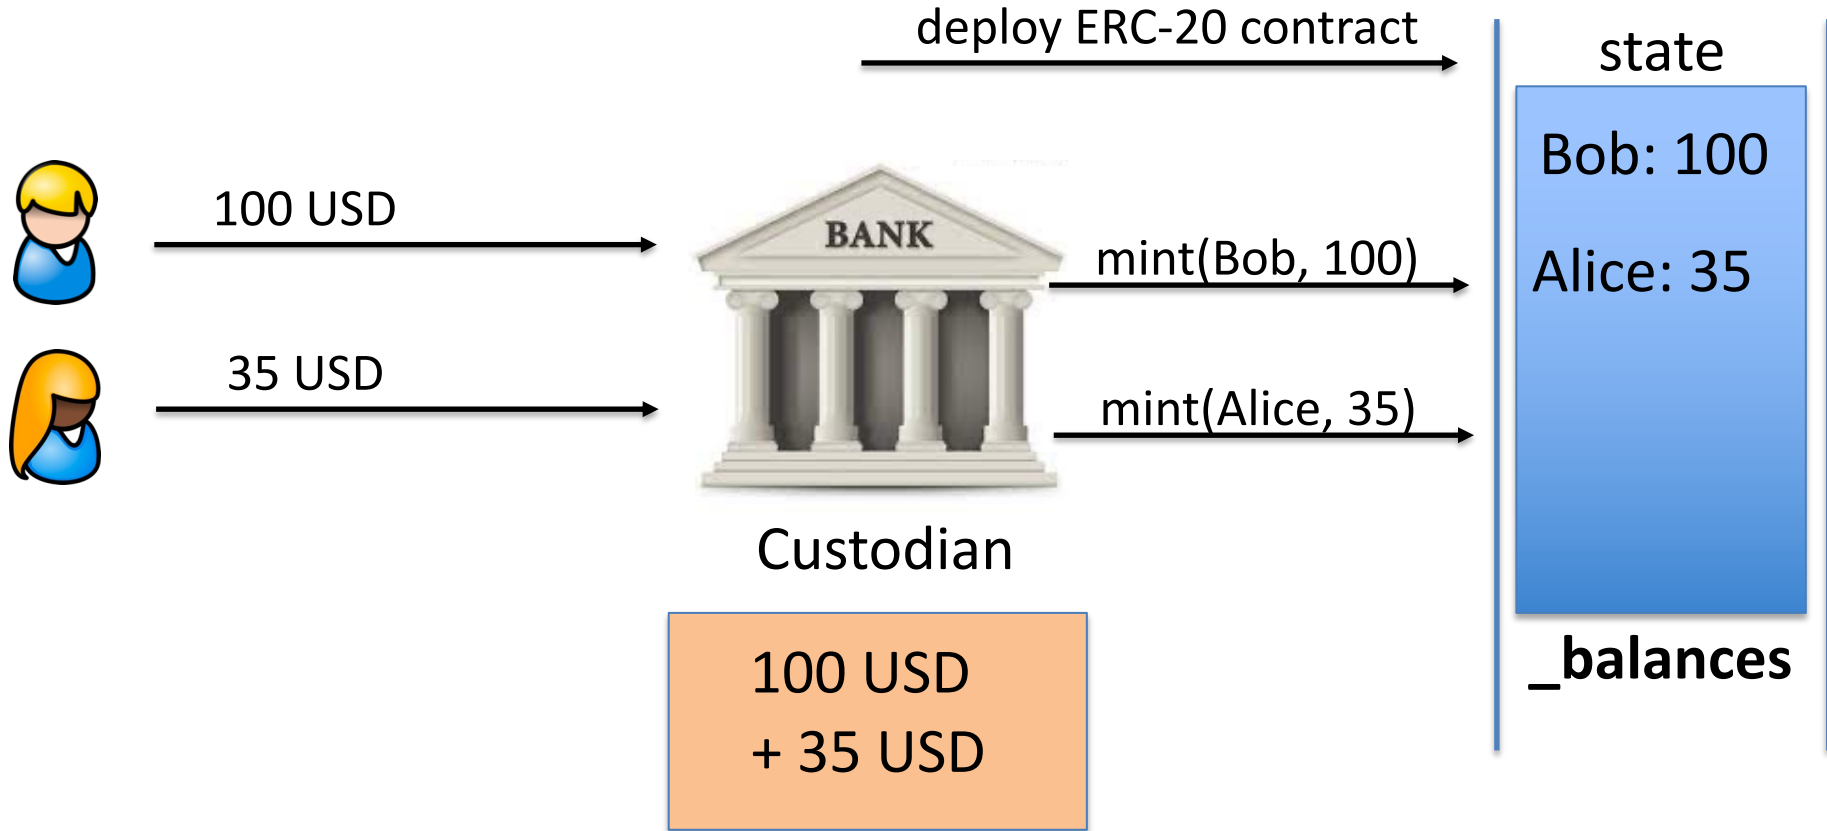 deploy ERC-20 contract
state
Bob: 100
Alice: 35
100 USD
BANK
mint(Bob, 100)
35 USD
mint(Alice, 35)
Custodian
100 USD
+ 35 USD
_balances